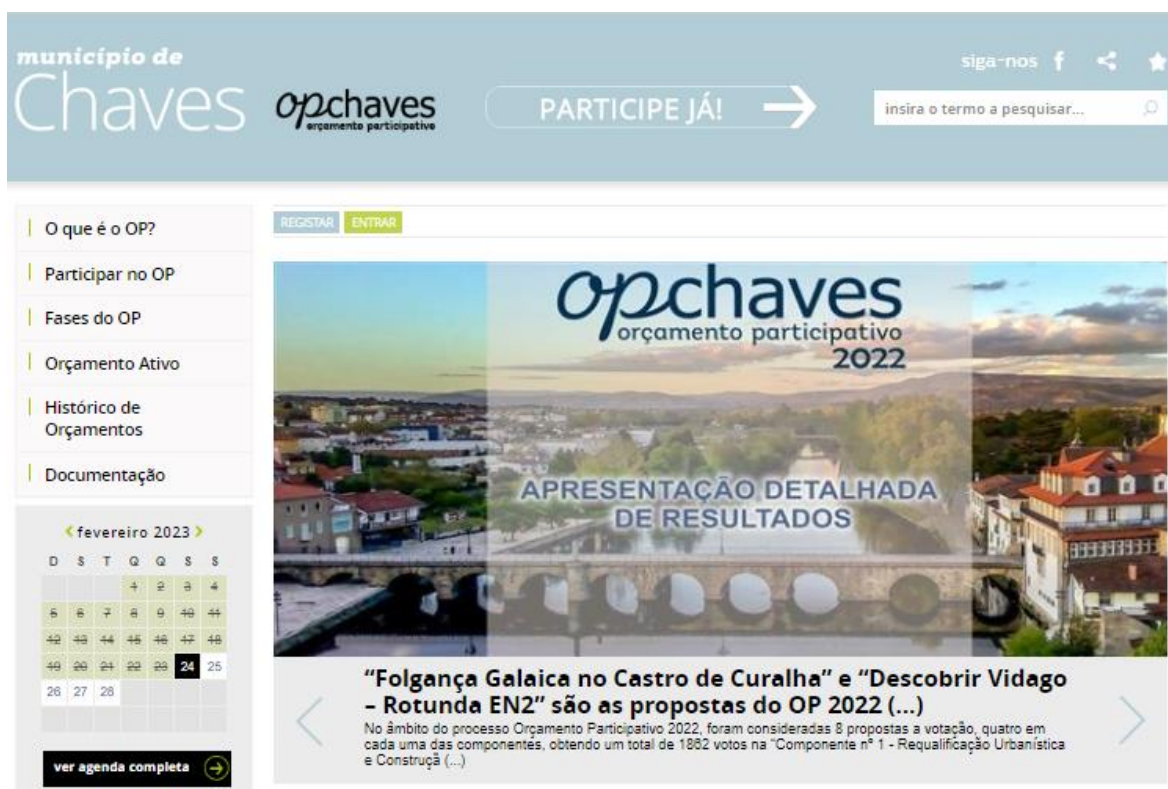 município de
Chaves
opchaves
orçamento participativo
PARTICIPE JÁ!
siga-nos
insira o termo a pesquisar...
O que é o OP?
Participar no OP
Fases do OP
Orçamento Ativo
Histórico de
Orçamentos
Documentação
fevereiro 2023
D S T Q Q S S
1 2 3 4
5 6 7 8 9 10 11
12 13 14 15 16 17 18
19 20 21 22 23 24 25
26 27 28
ver agenda completa
REGISTAR ENTRAR
opchaves
orçamento participativo
2022
APRESENTAÇÃO DETALHADA
DE RESULTADOS
“Folgança Galaica no Castro de Curalha” e “Descobrir Vidago
– Rotunda EN2” são as propostas do OP 2022 (...)
No âmbito do processo Orçamento Participativo 2022, foram consideradas 8 propostas a votação, quatro em
cada uma das componentes, obtendo um total de 1862 votos na “Componente nº 1 - Requalificação Urbanística
e Construçã (...)